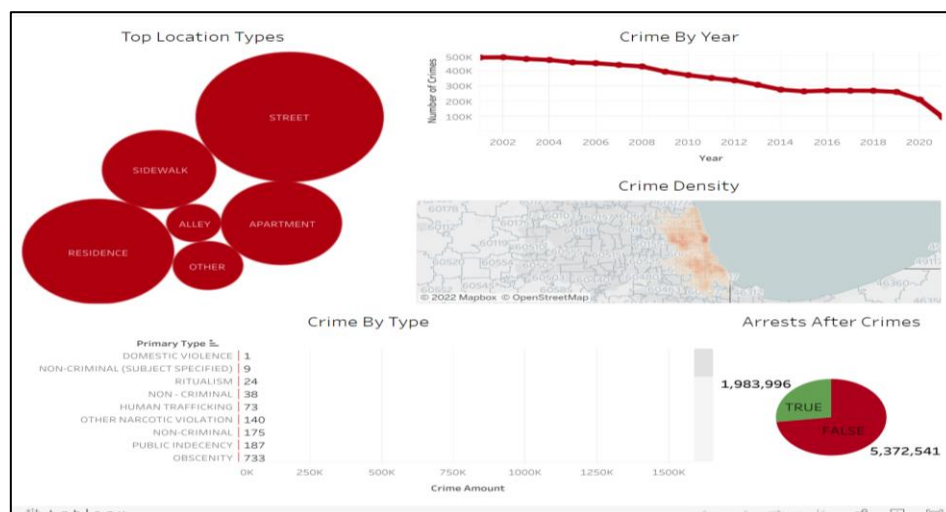 Top Location Types
STREET
SIDEWALK
ALLEY
APARTMENT
RESIDENCE
OTHER
Crime By Year
Number of Crimes
500K
400K
300K
200K
100K
2002 2004 2006 2008 2010 2012 2014 2016 2018 2020
Year
Crime Density
60178
60119
60520
46360
© 2022 Mapbox © OpenStreetMap
Crime By Type
Primary Type
DOMESTIC VIOLENCE 1
NON-CRIMINAL (SUBJECT SPECIFIED) 9
RITUALISM 24
NON - CRIMINAL 38
HUMAN TRAFFICKING 73
OTHER NARCOTIC VIOLATION 140
NON-CRIMINAL 175
PUBLIC INDECENCY 187
OBSCENITY 733
0K 250K 500K 750K 1000K 1250K 1500K
Crime Amount
Arrests After Crimes
1,983,996
TRUE
FALSE
5,372,541